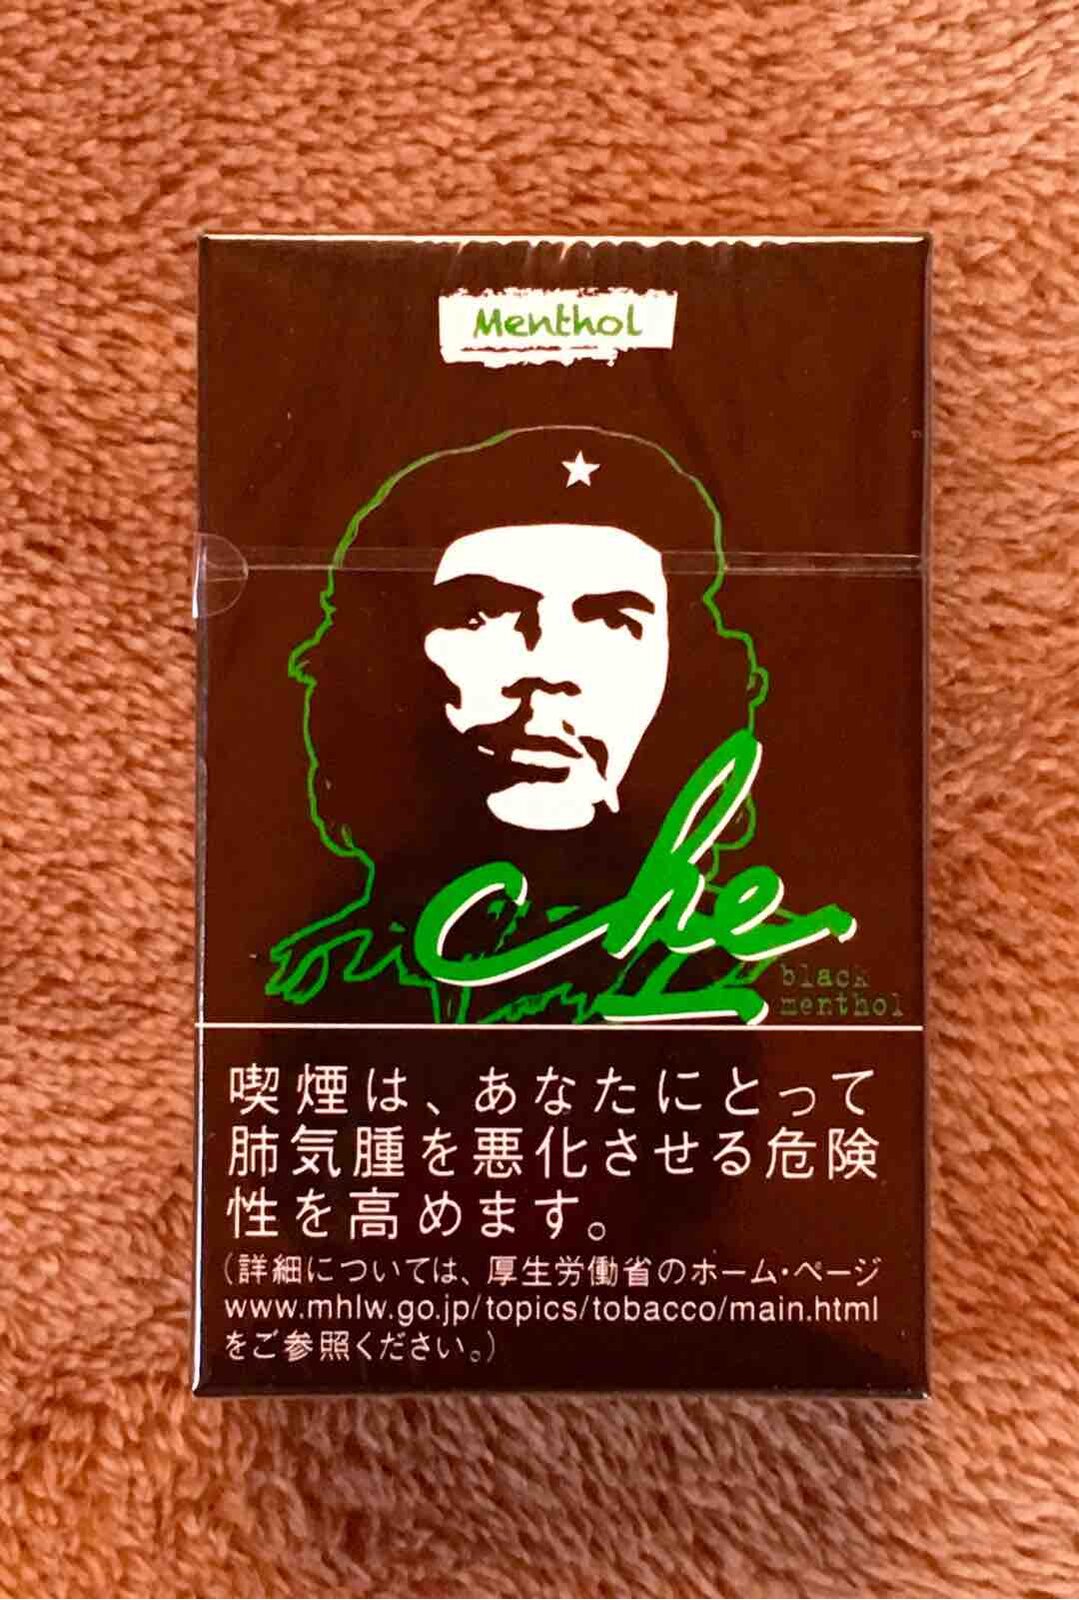 Menthol
che
black
menthol
喫煙は、あなたにとって
肺気腫を悪化させる危険
性を高めます。
(詳細については、厚生労働省のホーム・ページ
www.mhlw.go.jp/topics/tobacco/main.html
をご参照ください。)